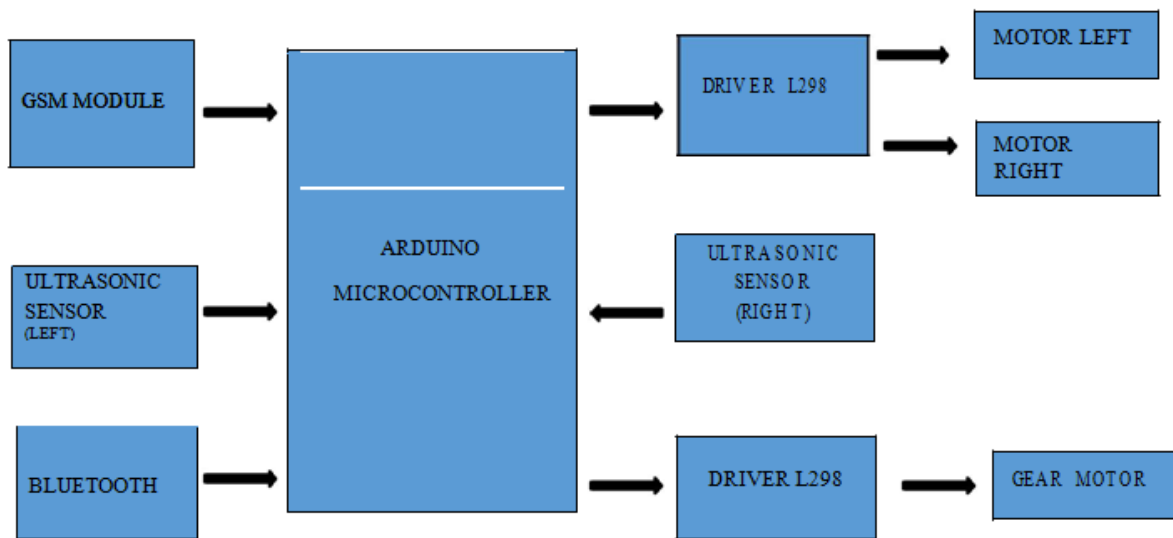 GSM MODULE
ULTRASONIC
SENSOR
(LEFT)
BLUETOOTH
ARDUINO
MICROCONTROLLER
DRIVER L298
ULTRASONIC
SENSOR
(RIGHT)
DRIVER L298
MOTOR LEFT
MOTOR
RIGHT
GEAR MOTOR